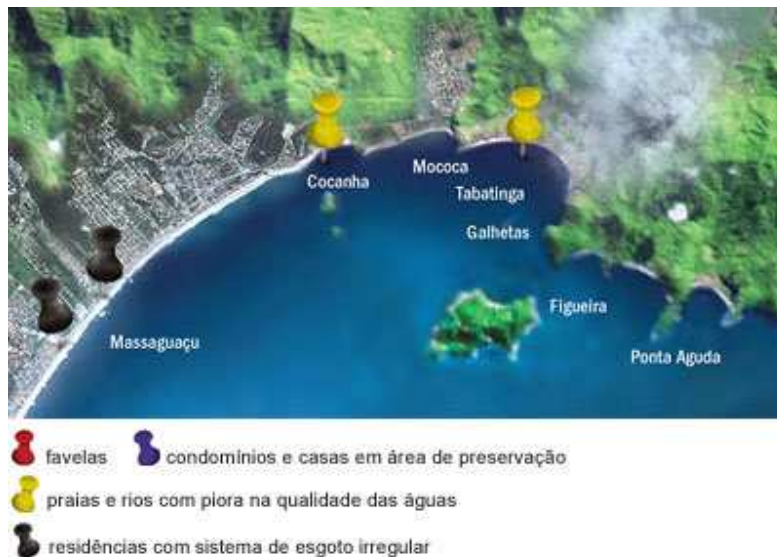 Cocanha
Mococa
Tabatinga
Galhetas
Figueira
Massaguaçu
Ponta Aguda
favelas
condomínios e casas em área de preservação
praias e rios com piora na qualidade das águas
residências com sistema de esgoto irregular